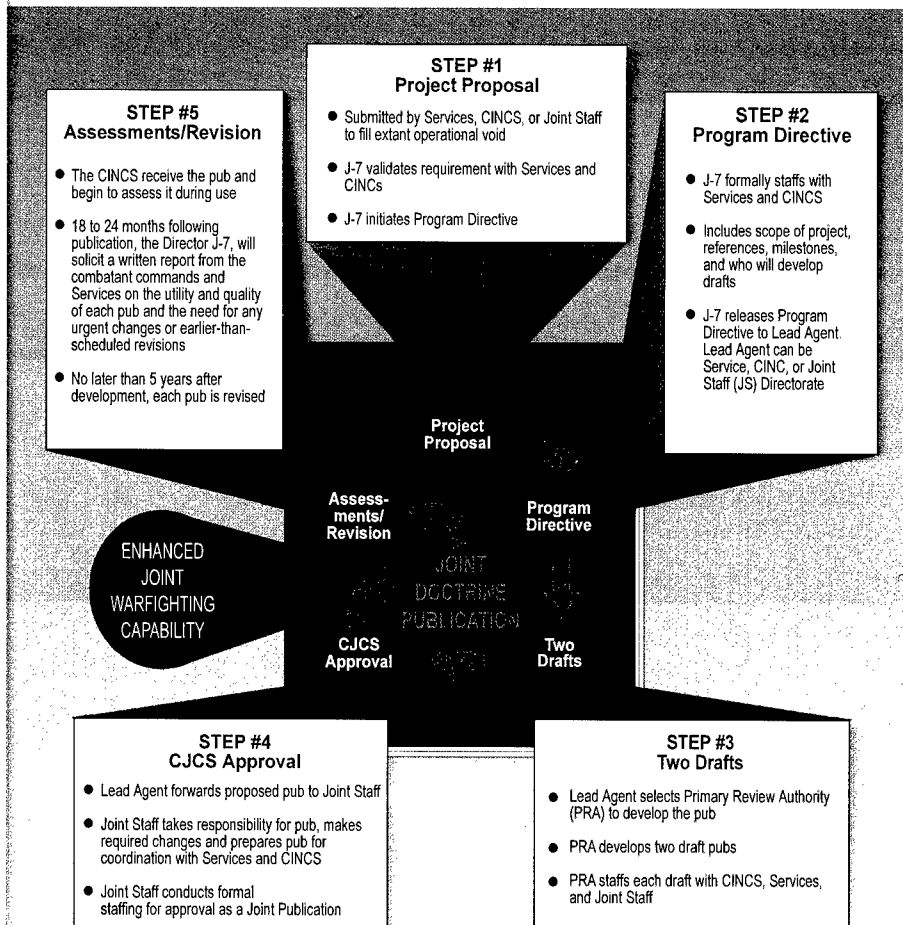 STEP #1
Project Proposal
● Submitted by Services, CINCS, or Joint Staff
to fill extant operational void
● J-7 validates requirement with Services and
CINCs
● J-7 initiates Program Directive
STEP #2
Program Directive
● J-7 formally staffs with
Services and CINCS
● Includes scope of project,
references, milestones,
and who will develop
drafts
● J-7 releases Program
Directive to Lead Agent.
Lead Agent can be
Service, CINC, or Joint
Staff (JS) Directorate
STEP #5
Assessments/Revision
● The CINCS receive the pub and
begin to assess it during use
● 18 to 24 months following
publication, the Director J-7, will
solicit a written report from the
combatant commands and
Services on the utility and quality
of each pub and the need for any
urgent changes or earlier-than-
scheduled revisions
● No later than 5 years after
development, each pub is revised
Project
Proposal
Assess-
ments/
Revision
Program
Directive
JOINT
DOCTRINE
PUBLICATION
CJCS
Approval
Two
Drafts
ENHANCED
JOINT
WARFIGHTING
CAPABILITY
STEP #4
CJCS Approval
● Lead Agent forwards proposed pub to Joint Staff
● Joint Staff takes responsibility for pub, makes
required changes and prepares pub for
coordination with Services and CINCS
● Joint Staff conducts formal
staffing for approval as a Joint Publication
STEP #3
Two Drafts
● Lead Agent selects Primary Review Authority
(PRA) to develop the pub
● PRA develops two draft pubs
● PRA staffs each draft with CINCS, Services,
and Joint Staff